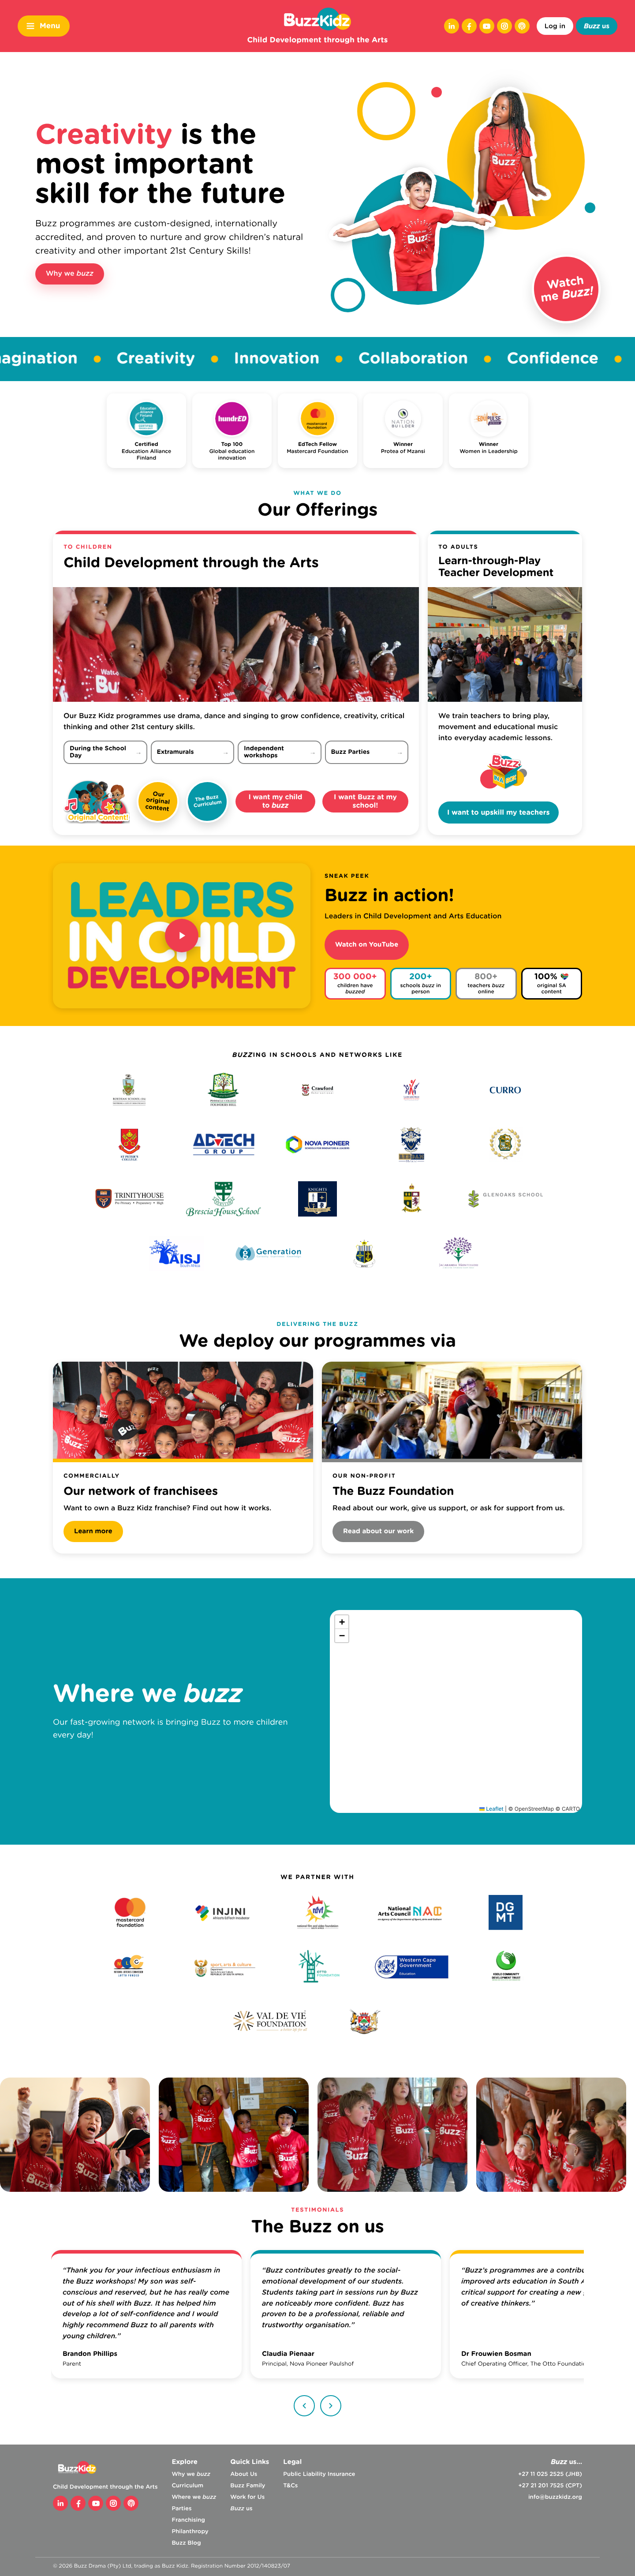 Menu
BuzzKidz
Child Development through the Arts
Log in
Buzz us
Creativity is the
most important
skill for the future
Buzz programmes are custom-designed, internationally
accredited, and proven to nurture and grow children's natural
creativity and other important 21st Century Skills!
Why we buzz
Watch
me Buzz!
agination
Creativity
Innovation
Collaboration
Confidence
hundrED
mastercard
foundation
NATION
BUILDER
Certified
Education Alliance
Finland
Top 100
Global education
innovation
EdTech Fellow
Mastercard Foundation
Winner
Protea of Mzansi
Winner
Women in Leadership
WHAT WE DO
Our Offerings
TO CHILDREN
Child Development through the Arts
Our Buzz Kidz programmes use drama, dance and singing to grow confidence, creativity, critical
thinking and other 21st century skills.
During the School
Day
→
Extramurals
→
Independent
workshops
→
Buzz Parties
→
Original Content!
Our
original
content
The Buzz
Curriculum
I want my child
to buzz
I want Buzz at my
school!
TO ADULTS
Learn-through-Play
Teacher Development
We train teachers to bring play,
movement and educational music
into everyday academic lessons.
Buzz
I want to upskill my teachers
LEADERS
IN CHILD
DEVELOPMENT
SNEAK PEEK
Buzz in action!
Leaders in Child Development and Arts Education
Watch on YouTube
300 000+
children have
buzzed
200+
schools buzz in
person
800+
teachers buzz
online
100%
original SA
content
BUZZING IN SCHOOLS AND NETWORKS LIKE
Crawford
CURRO
ADvTECH
GROUP
NOVA PIONEER
TRINITYHOUSE
Brescia House School
KNIGHTS
GLENOAKS SCHOOL
AISJ
Generation
DELIVERING THE BUZZ
We deploy our programmes via
COMMERCIALLY
Our network of franchisees
Want to own a Buzz Kidz franchise? Find out how it works.
Learn more
OUR NON-PROFIT
The Buzz Foundation
Read about our work, give us support, or ask for support from us.
Read about our work
Where we buzz
Our fast-growing network is bringing Buzz to more children
every day!
+
−
Leaflet | © OpenStreetMap © CARTO
WE PARTNER WITH
mastercard
foundation
INJINI
nfvf
National
Arts Council NAC
DG
MT
sport, arts & culture
OTTO
FOUNDATION
Western Cape
Government
Education
VAL DE VIE
FOUNDATION
TESTIMONIALS
The Buzz on us
"Thank you for your infectious enthusiasm in
the Buzz workshops! My son was self-
conscious and reserved, but he has really come
out of his shell with Buzz. It has helped him
develop a lot of self-confidence and I would
highly recommend Buzz to all parents with
young children."
Brandon Phillips
Parent
"Buzz contributes greatly to the social-
emotional development of our students.
Students taking part in sessions run by Buzz
are noticeably more confident. Buzz has
proven to be a professional, reliable and
trustworthy organisation."
Claudia Pienaar
Principal, Nova Pioneer Paulshof
"Buzz's programmes are a contribu
improved arts education in South A
critical support for creating a new
of creative thinkers."
Dr Frouwien Bosman
Chief Operating Officer, The Otto Foundatio
BuzzKidz
Child Development through the Arts
Explore
Why we buzz
Curriculum
Where we buzz
Parties
Franchising
Philanthropy
Buzz Blog
Quick Links
About Us
Buzz Family
Work for Us
Buzz us
Legal
Public Liability Insurance
T&Cs
Buzz us...
+27 11 025 2525 (JHB)
+27 21 201 7525 (CPT)
info@buzzkidz.org
© 2026 Buzz Drama (Pty) Ltd, trading as Buzz Kidz. Registration Number 2012/140823/07